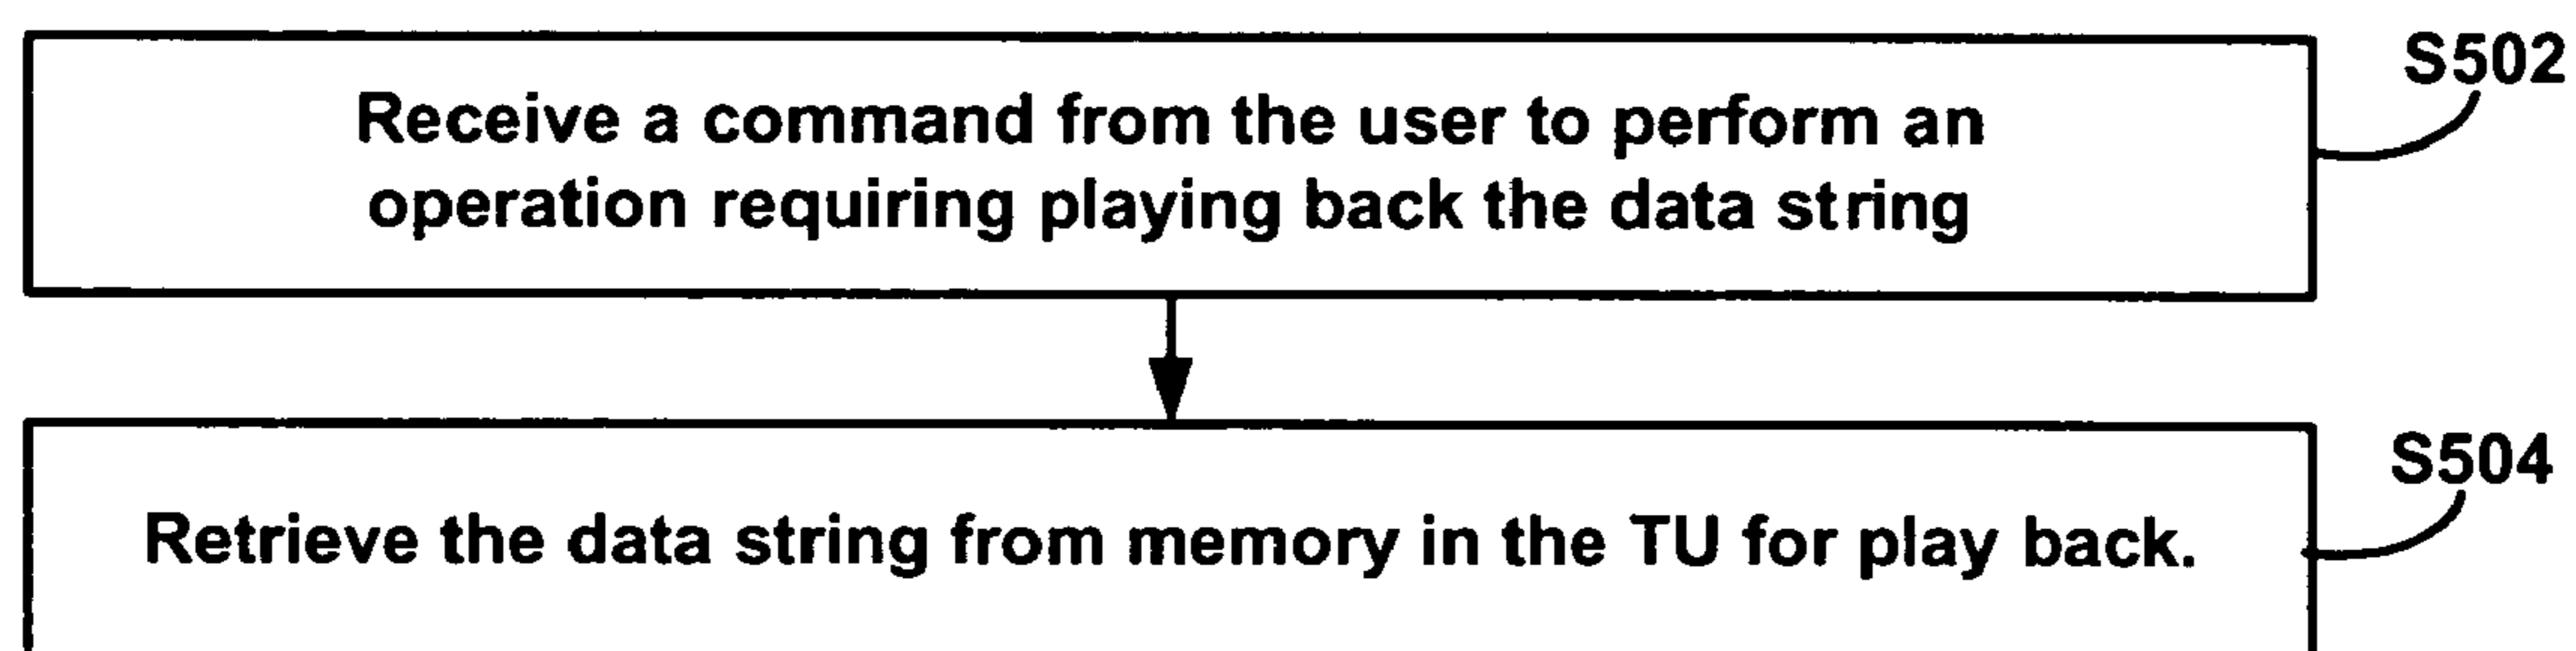 S502
Receive a command from the user to perform an
operation requiring playing back the data string
S504
Retrieve the data string from memory in the TU for play back.